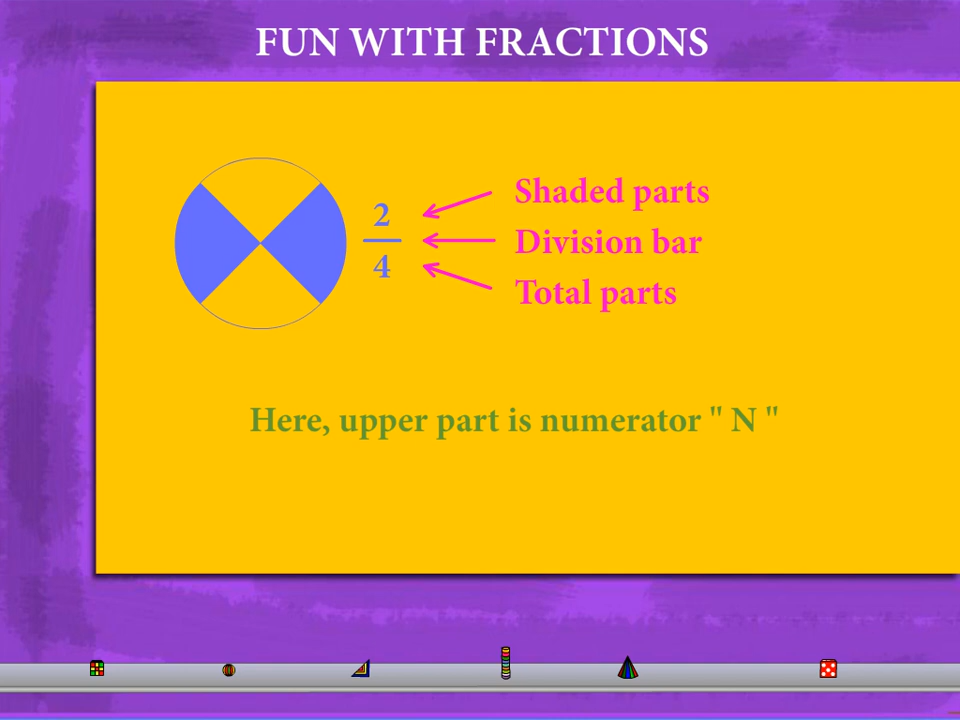 FUN WITH FRACTIONS
2
4
Shaded parts
Division bar
Total parts
Here, upper part is numerator " N "